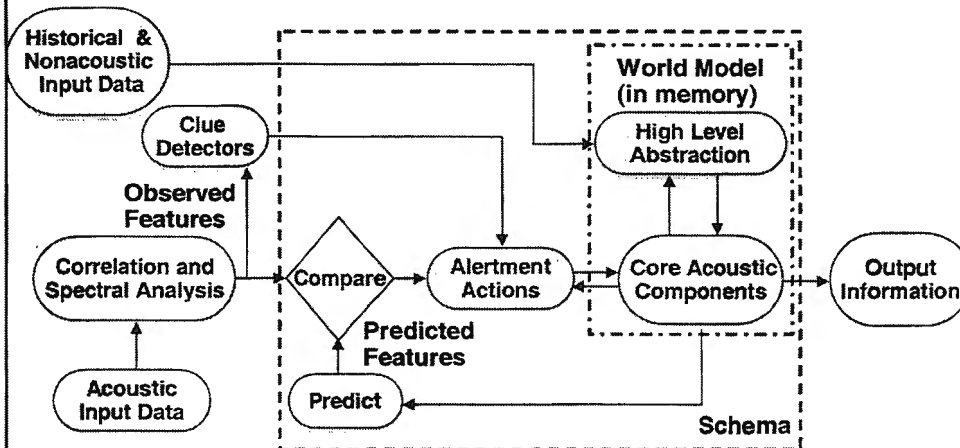 Historical &
Nonacoustic
Input Data
World Model
(in memory)
Clue
Detectors
High Level
Abstraction
Observed
Features
Correlation and
Spectral Analysis
Compare
Alertment
Actions
Core Acoustic
Components
Output
Information
Predicted
Features
Acoustic
Input Data
Predict
Schema